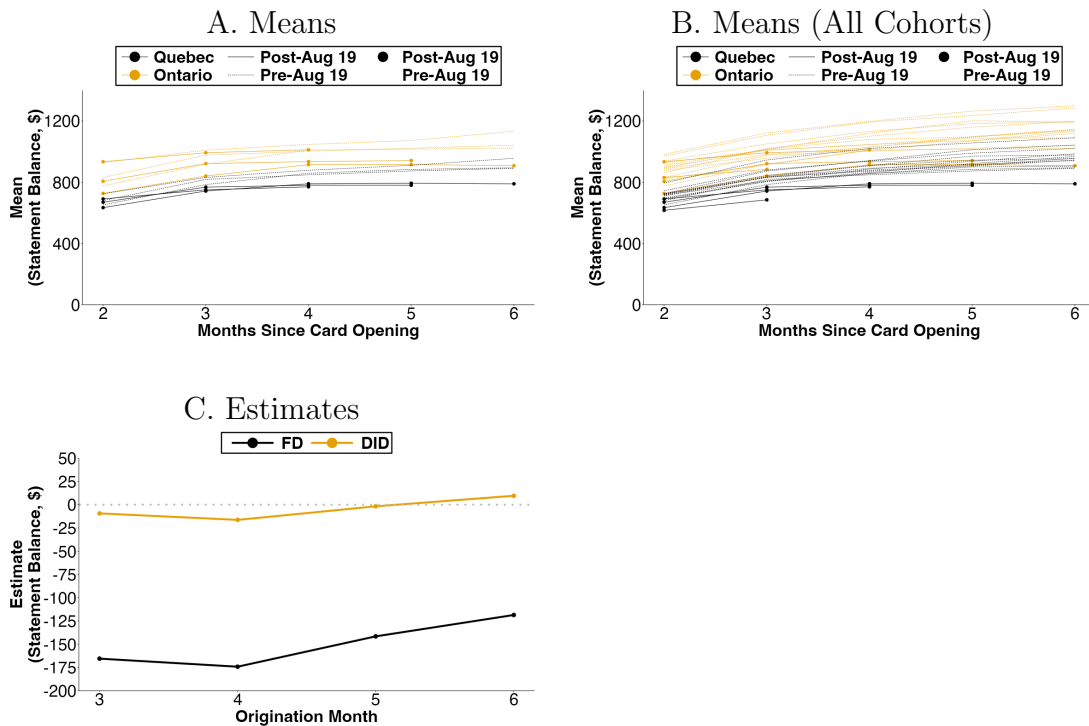 A. Means
Quebec Post-Aug 19 Post-Aug 19
Ontario Pre-Aug 19 Pre-Aug 19
Mean
(Statement Balance, $)
1200
800
400
0
2 3 4 5 6
Months Since Card Opening
B. Means (All Cohorts)
Quebec Post-Aug 19 Post-Aug 19
Ontario Pre-Aug 19 Pre-Aug 19
Mean
(Statement Balance, $)
1200
800
400
0
2 3 4 5 6
Months Since Card Opening
C. Estimates
FD DID
Estimate
(Statement Balance, $)
50
25
0
-25
-50
-75
-100
-125
-150
-175
-200
3 4 5 6
Origination Month